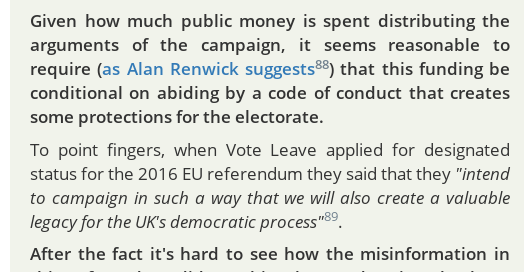 Given how much public money is spent distributing the
arguments of the campaign, it seems reasonable to
require (as Alan Renwick suggests88) that this funding be
conditional on abiding by a code of conduct that creates
some protections for the electorate.
To point fingers, when Vote Leave applied for designated
status for the 2016 EU referendum they said that they "intend
to campaign in such a way that we will also create a valuable
legacy for the UK's democratic process"89.
After the fact it's hard to see how the misinformation in